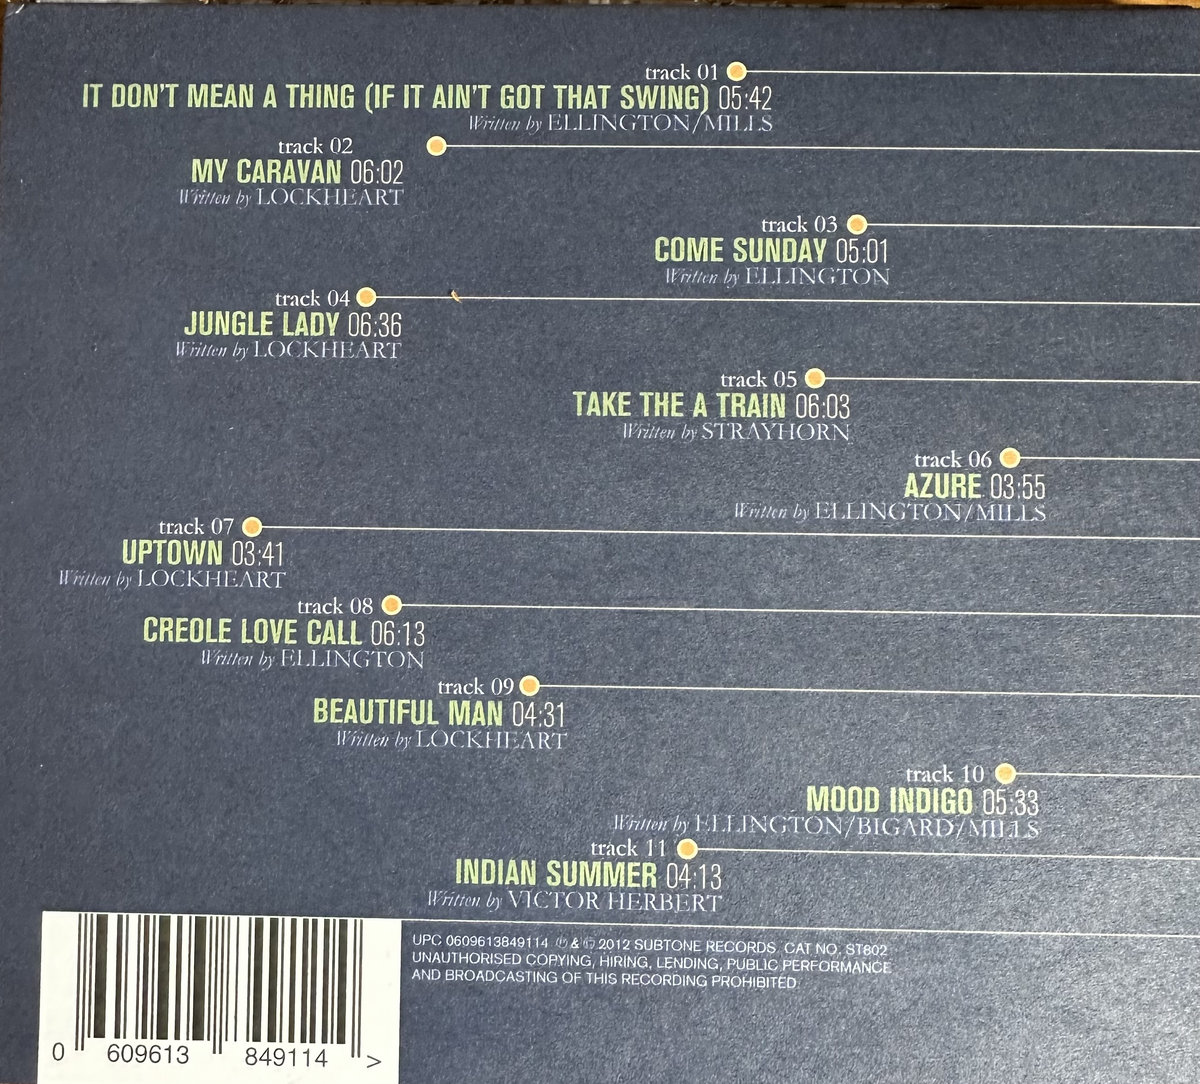 track 01
IT DON'T MEAN A THING (IF IT AIN'T GOT THAT SWING) 05:42
Written by ELLINGTON/MILLS
track 02
MY CARAVAN 06:02
Written by LOCKHEART
track 03
COME SUNDAY 05:01
Written by ELLINGTON
track 04
JUNGLE LADY 06:36
Written by LOCKHEART
track 05
TAKE THE A TRAIN 06:03
Written by STRAYHORN
track 06
AZURE 03:55
Written by ELLINGTON/MILLS
track 07
UPTOWN 03:41
Written by LOCKHEART
track 08
CREOLE LOVE CALL 06:13
Written by ELLINGTON
track 09
BEAUTIFUL MAN 04:31
Written by LOCKHEART
track 10
MOOD INDIGO 05:33
Written by ELLINGTON/BIGARD/MILLS
track 11
INDIAN SUMMER 04:13
Written by VICTOR HERBERT
UPC 0609613849114 ℗ & © 2012 SUBTONE RECORDS. CAT NO. ST802
UNAUTHORISED COPYING, HIRING, LENDING, PUBLIC PERFORMANCE
AND BROADCASTING OF THIS RECORDING PROHIBITED
0 609613 849114 >